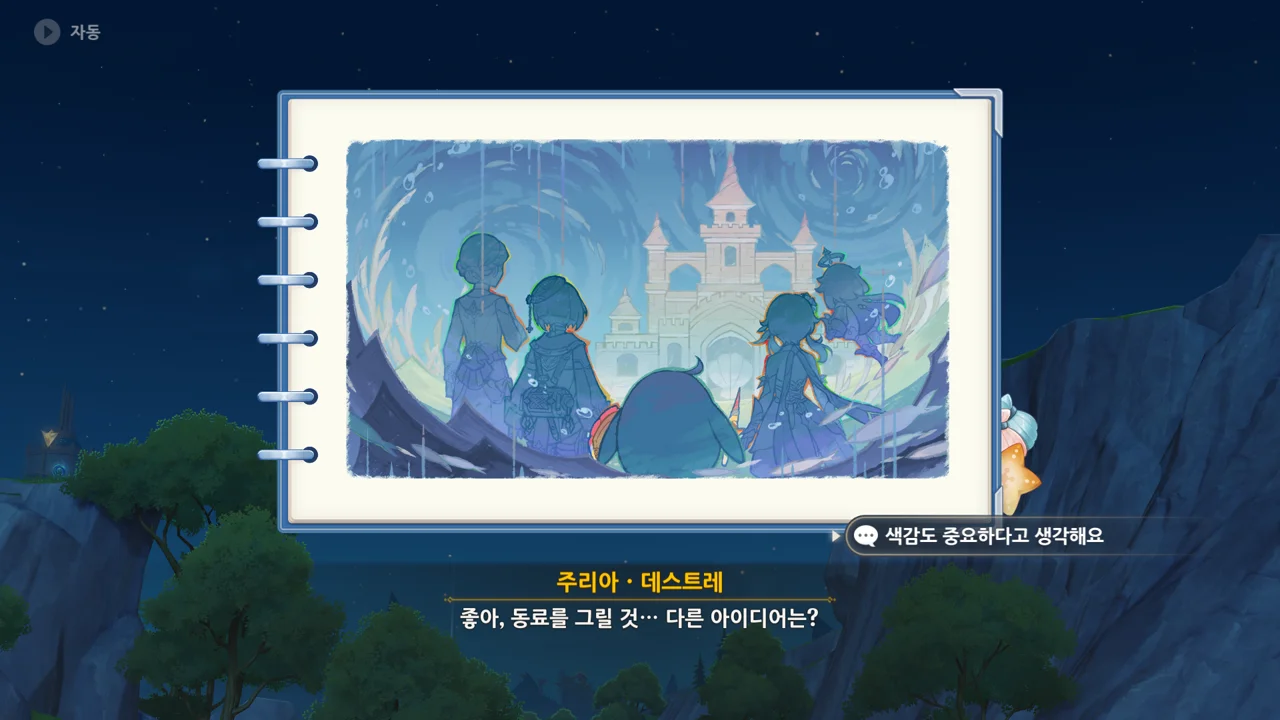 자동
색감도 중요하다고 생각해요
주리아 · 데스트레
좋아, 동료를 그릴 것… 다른 아이디어는?